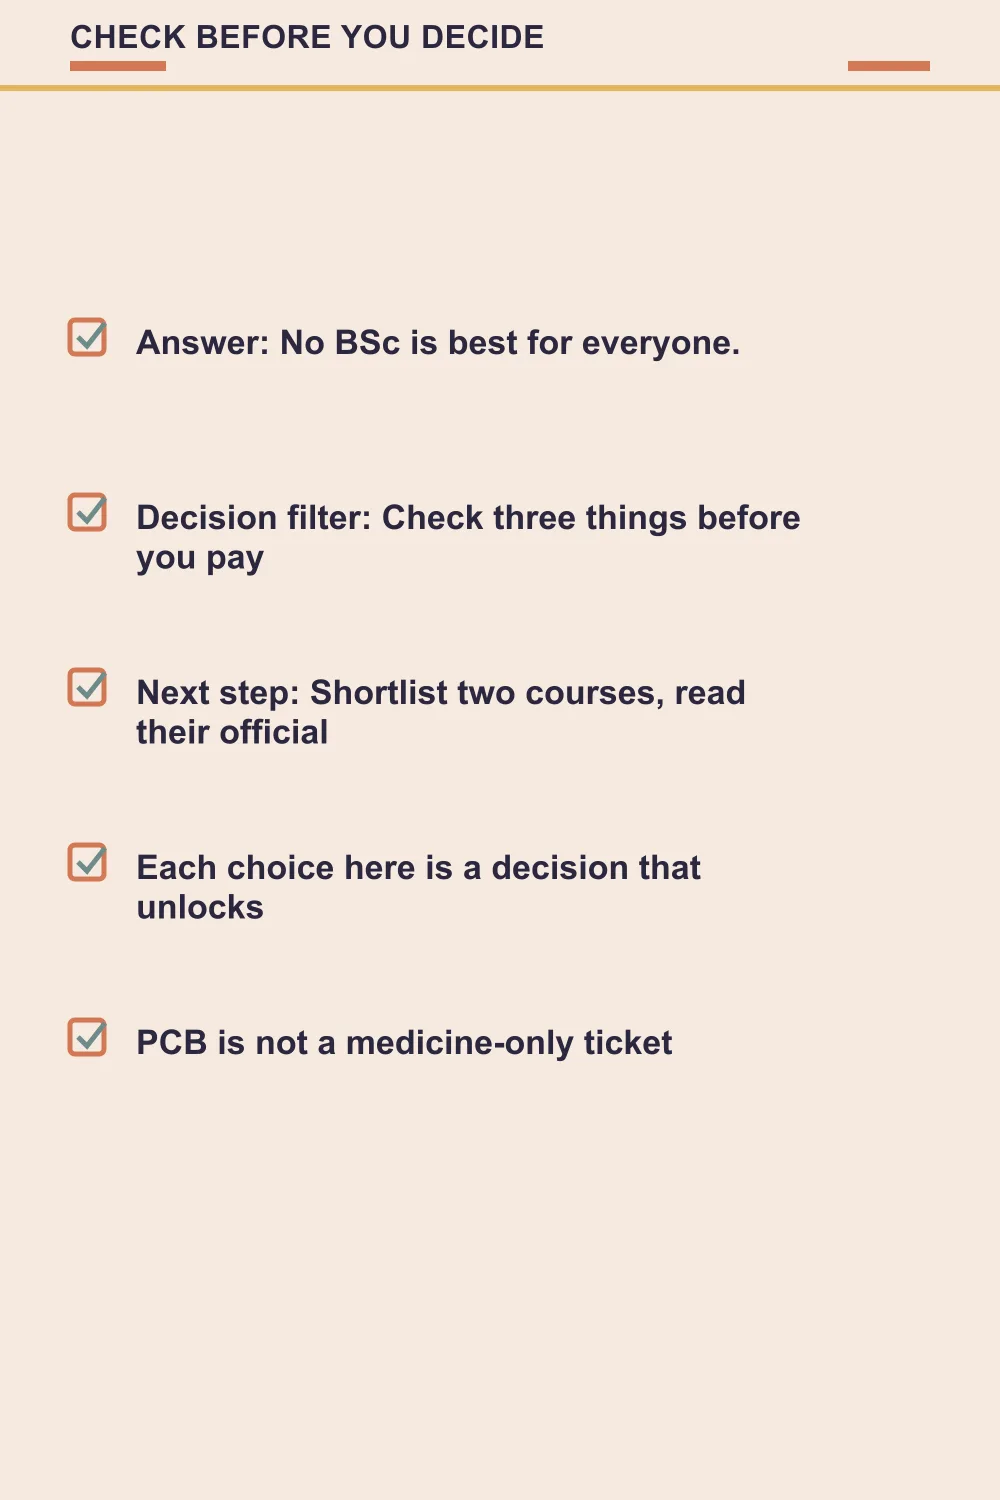 CHECK BEFORE YOU DECIDE
Answer: No BSc is best for everyone.
Decision filter: Check three things before
you pay
Next step: Shortlist two courses, read
their official
Each choice here is a decision that
unlocks
PCB is not a medicine-only ticket